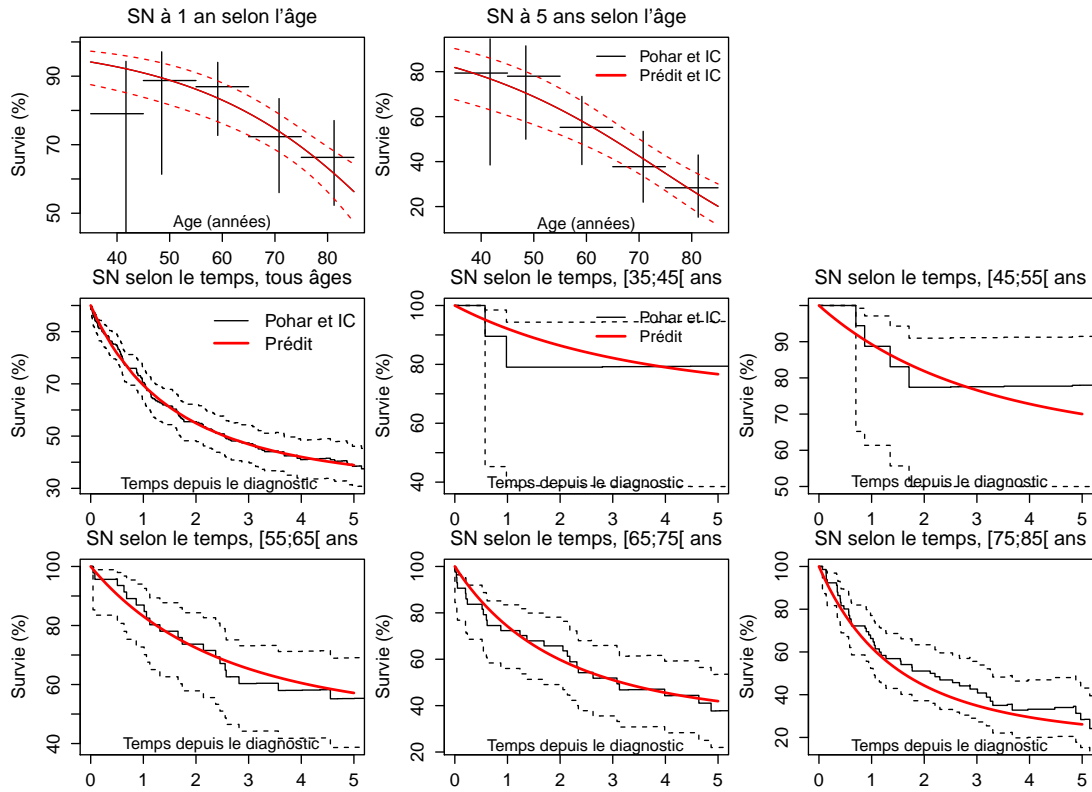 SN à 1 an selon l'âge
Survie (%)
50
70
90
Age (années)
40 50 60 70 80
SN à 5 ans selon l'âge
Survie (%)
20
40
60
80
Pohar et IC
Prédit et IC
Age (années)
40 50 60 70 80
SN selon le temps, tous âges
Survie (%)
30
50
70
90
Pohar et IC
Prédit
Temps depuis le diagnostic
0 1 2 3 4 5
SN selon le temps, [35;45[ ans
Survie (%)
40
60
80
100
Pohar et IC
Prédit
Temps depuis le diagnostic
0 1 2 3 4 5
SN selon le temps, [45;55[ ans
Survie (%)
50
60
70
80
90
Temps depuis le diagnostic
0 1 2 3 4 5
SN selon le temps, [55;65[ ans
Survie (%)
40
60
80
100
Temps depuis le diagnostic
0 1 2 3 4 5
SN selon le temps, [65;75[ ans
Survie (%)
20
40
60
80
100
Temps depuis le diagnostic
0 1 2 3 4 5
SN selon le temps, [75;85[ ans
Survie (%)
20
40
60
80
100
Temps depuis le diagnostic
0 1 2 3 4 5